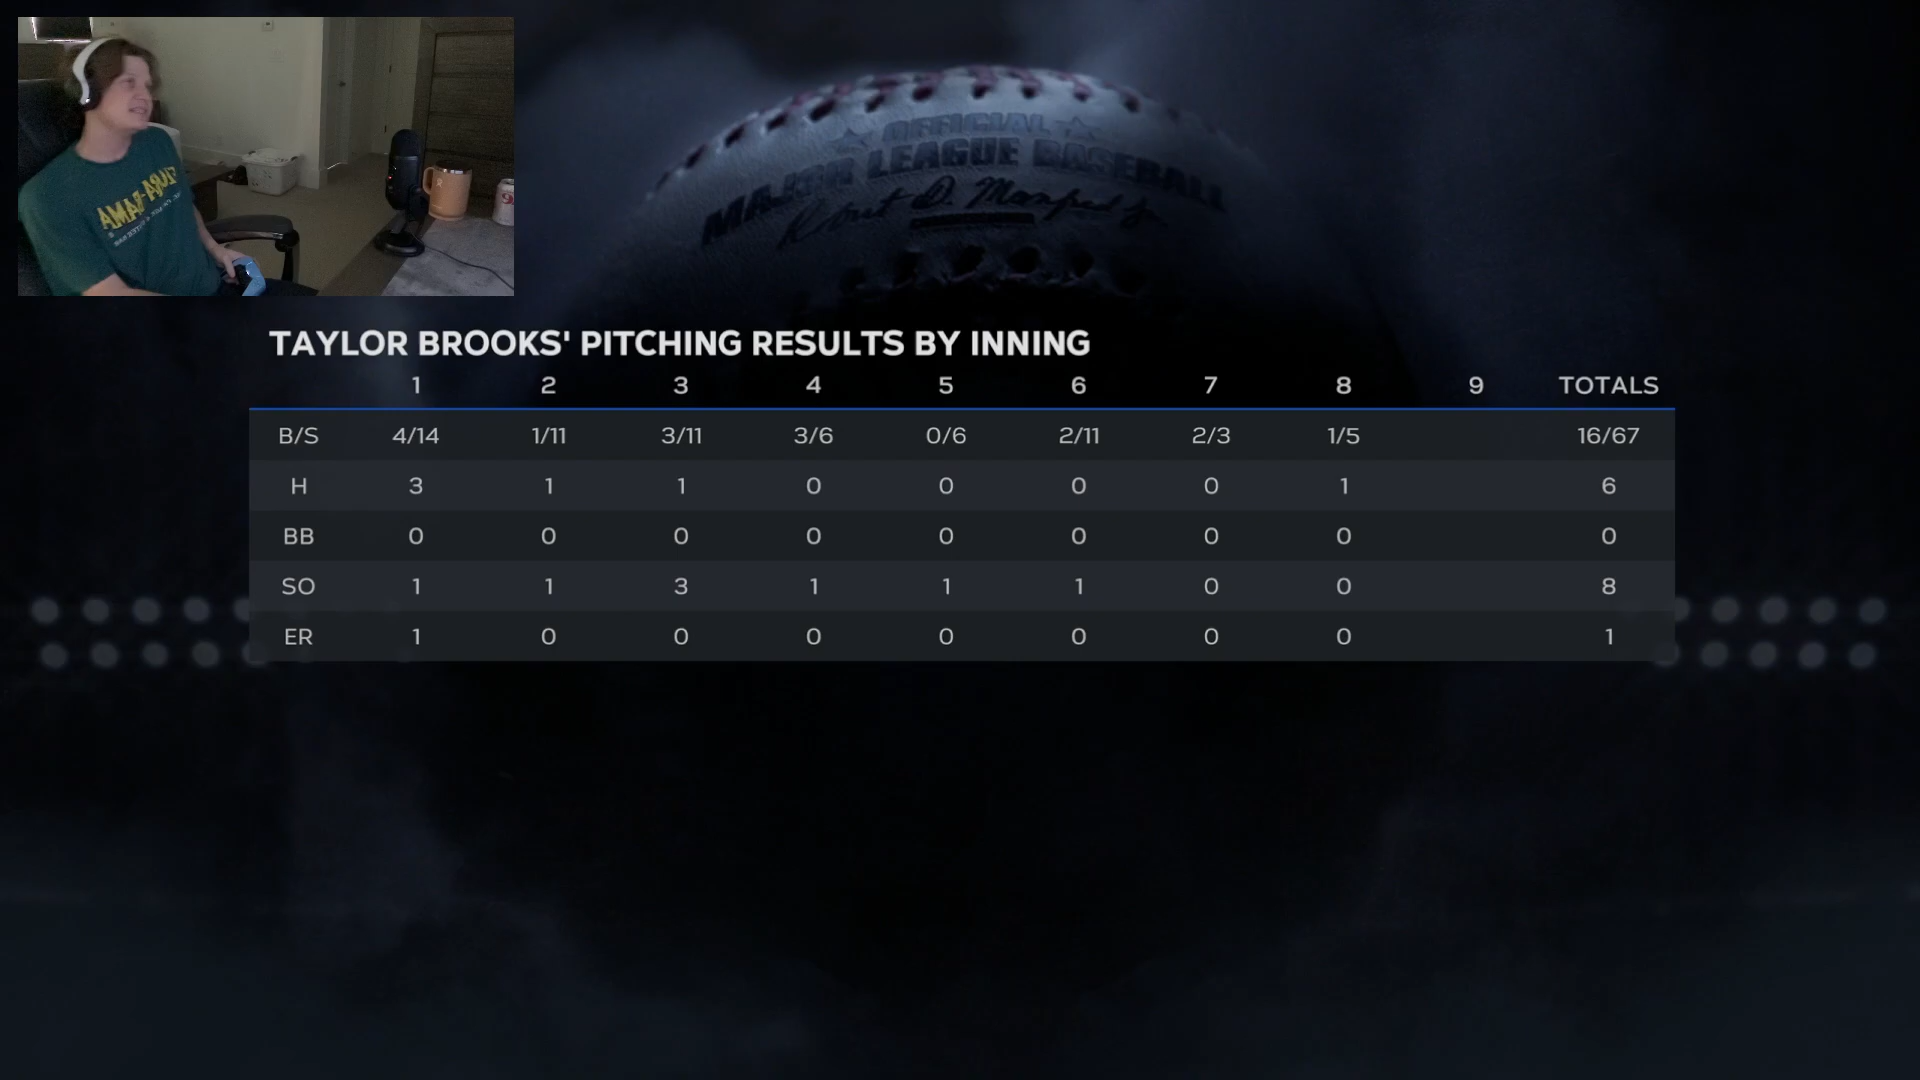 OFFICIAL
MAJOR LEAGUE BASEBALL
TAYLOR BROOKS' PITCHING RESULTS BY INNING
1 2 3 4 5 6 7 8 9 TOTALS
B/S 4/14 1/11 3/11 3/6 0/6 2/11 2/3 1/5 16/67
H 3 1 1 0 0 0 0 1 6
BB 0 0 0 0 0 0 0 0 0
SO 1 1 3 1 1 1 0 0 8
ER 1 0 0 0 0 0 0 0 1